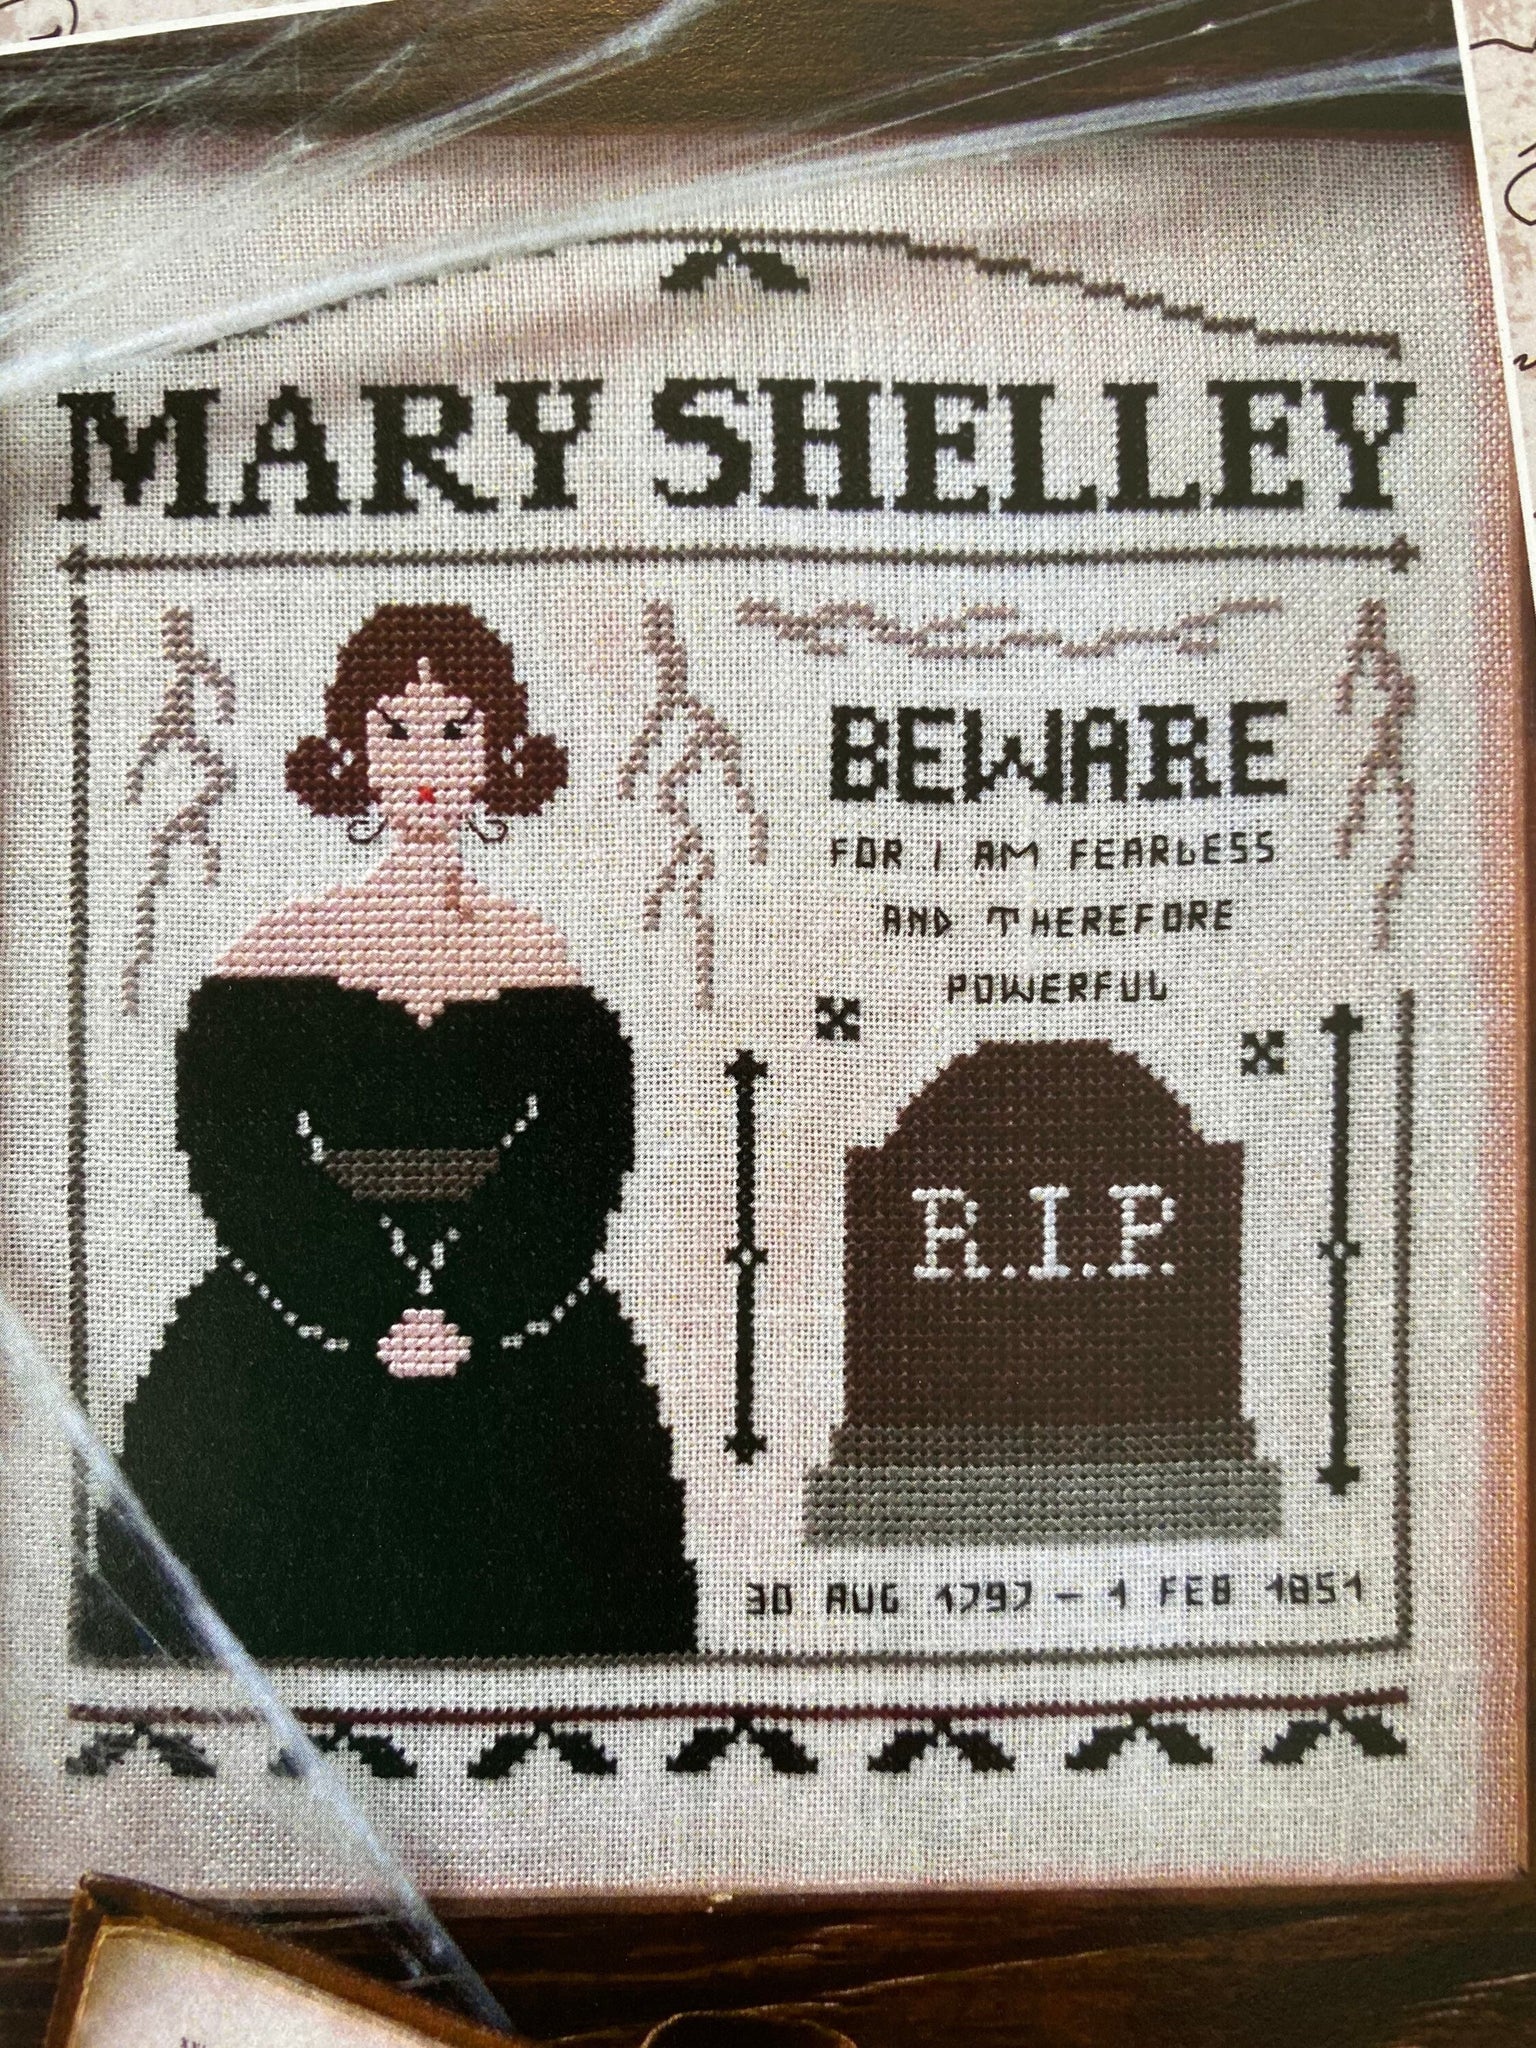 MARY SHELLEY
BEWARE
FOR I AM FEARLESS
AND THEREFORE
POWERFUL
R.I.P.
30 AUG 1797 – 1 FEB 1851